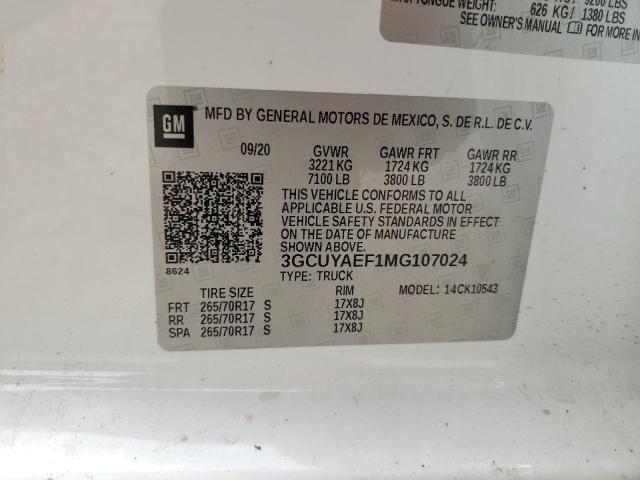 9200 LBS
TONGUE WEIGHT: 626 KG / 1380 LBS
SEE OWNER'S MANUAL FOR MORE IN
GM MFD BY GENERAL MOTORS DE MEXICO, S. DE R.L. DE C.V.
09/20 GVWR GAWR FRT GAWR RR
3221 KG 1724 KG 1724 KG
7100 LB 3800 LB 3800 LB
THIS VEHICLE CONFORMS TO ALL
APPLICABLE U.S. FEDERAL MOTOR
VEHICLE SAFETY STANDARDS IN EFFECT
ON THE DATE OF MANUFACTURE
SHOWN ABOVE.
3GCUYAEF1MG107024
8624
TYPE: TRUCK MODEL: 14CK10543
TIRE SIZE RIM
FRT 265/70R17 S 17X8J
RR 265/70R17 S 17X8J
SPA 265/70R17 S 17X8J